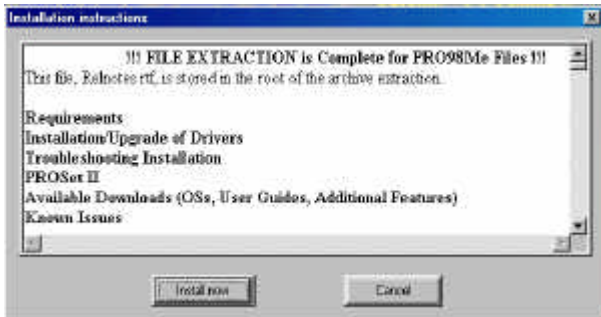 Installation instructions
!!! FILE EXTRACTION is Complete for PRO98Me Files !!!
This file, Relnotes.rtf, is stored in the root of the archive extraction.
Requirements
Installation/Upgrade of Drivers
Troubleshooting Installation
PROSet II
Available Downloads (OSs, User Guides, Additional Features)
Known Issues
Install now
Cancel